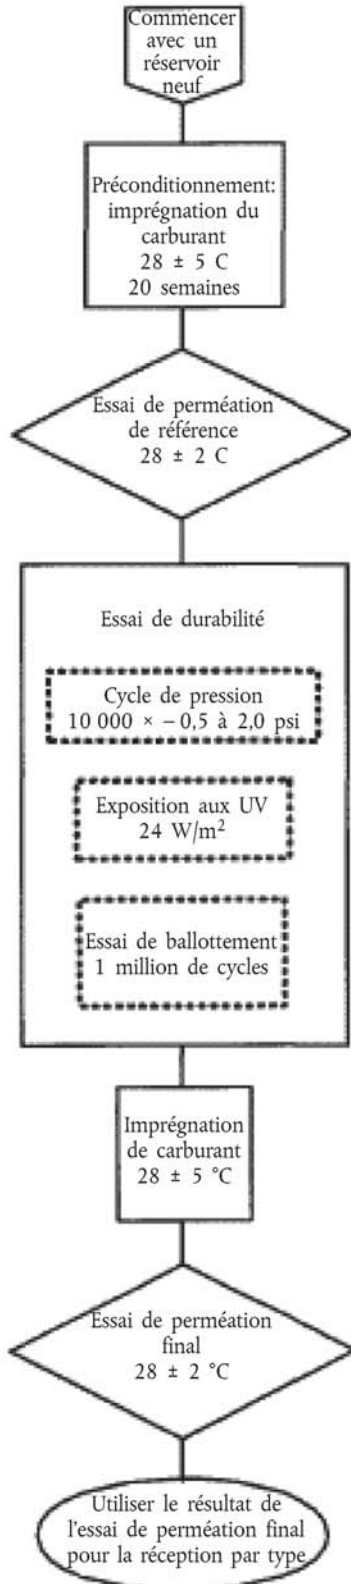 Commencer
avec un
réservoir
neuf
Préconditionnement:
imprégnation du
carburant
28 ± 5 C
20 semaines
Essai de perméation
de référence
28 ± 2 C
Essai de durabilité
Cycle de pression
10 000 × – 0,5 à 2,0 psi
Exposition aux UV
24 W/m²
Essai de ballottement
1 million de cycles
Imprégnation
de carburant
28 ± 5 °C
Essai de perméation
final
28 ± 2 °C
Utiliser le résultat de
l'essai de perméation final
pour la réception par type